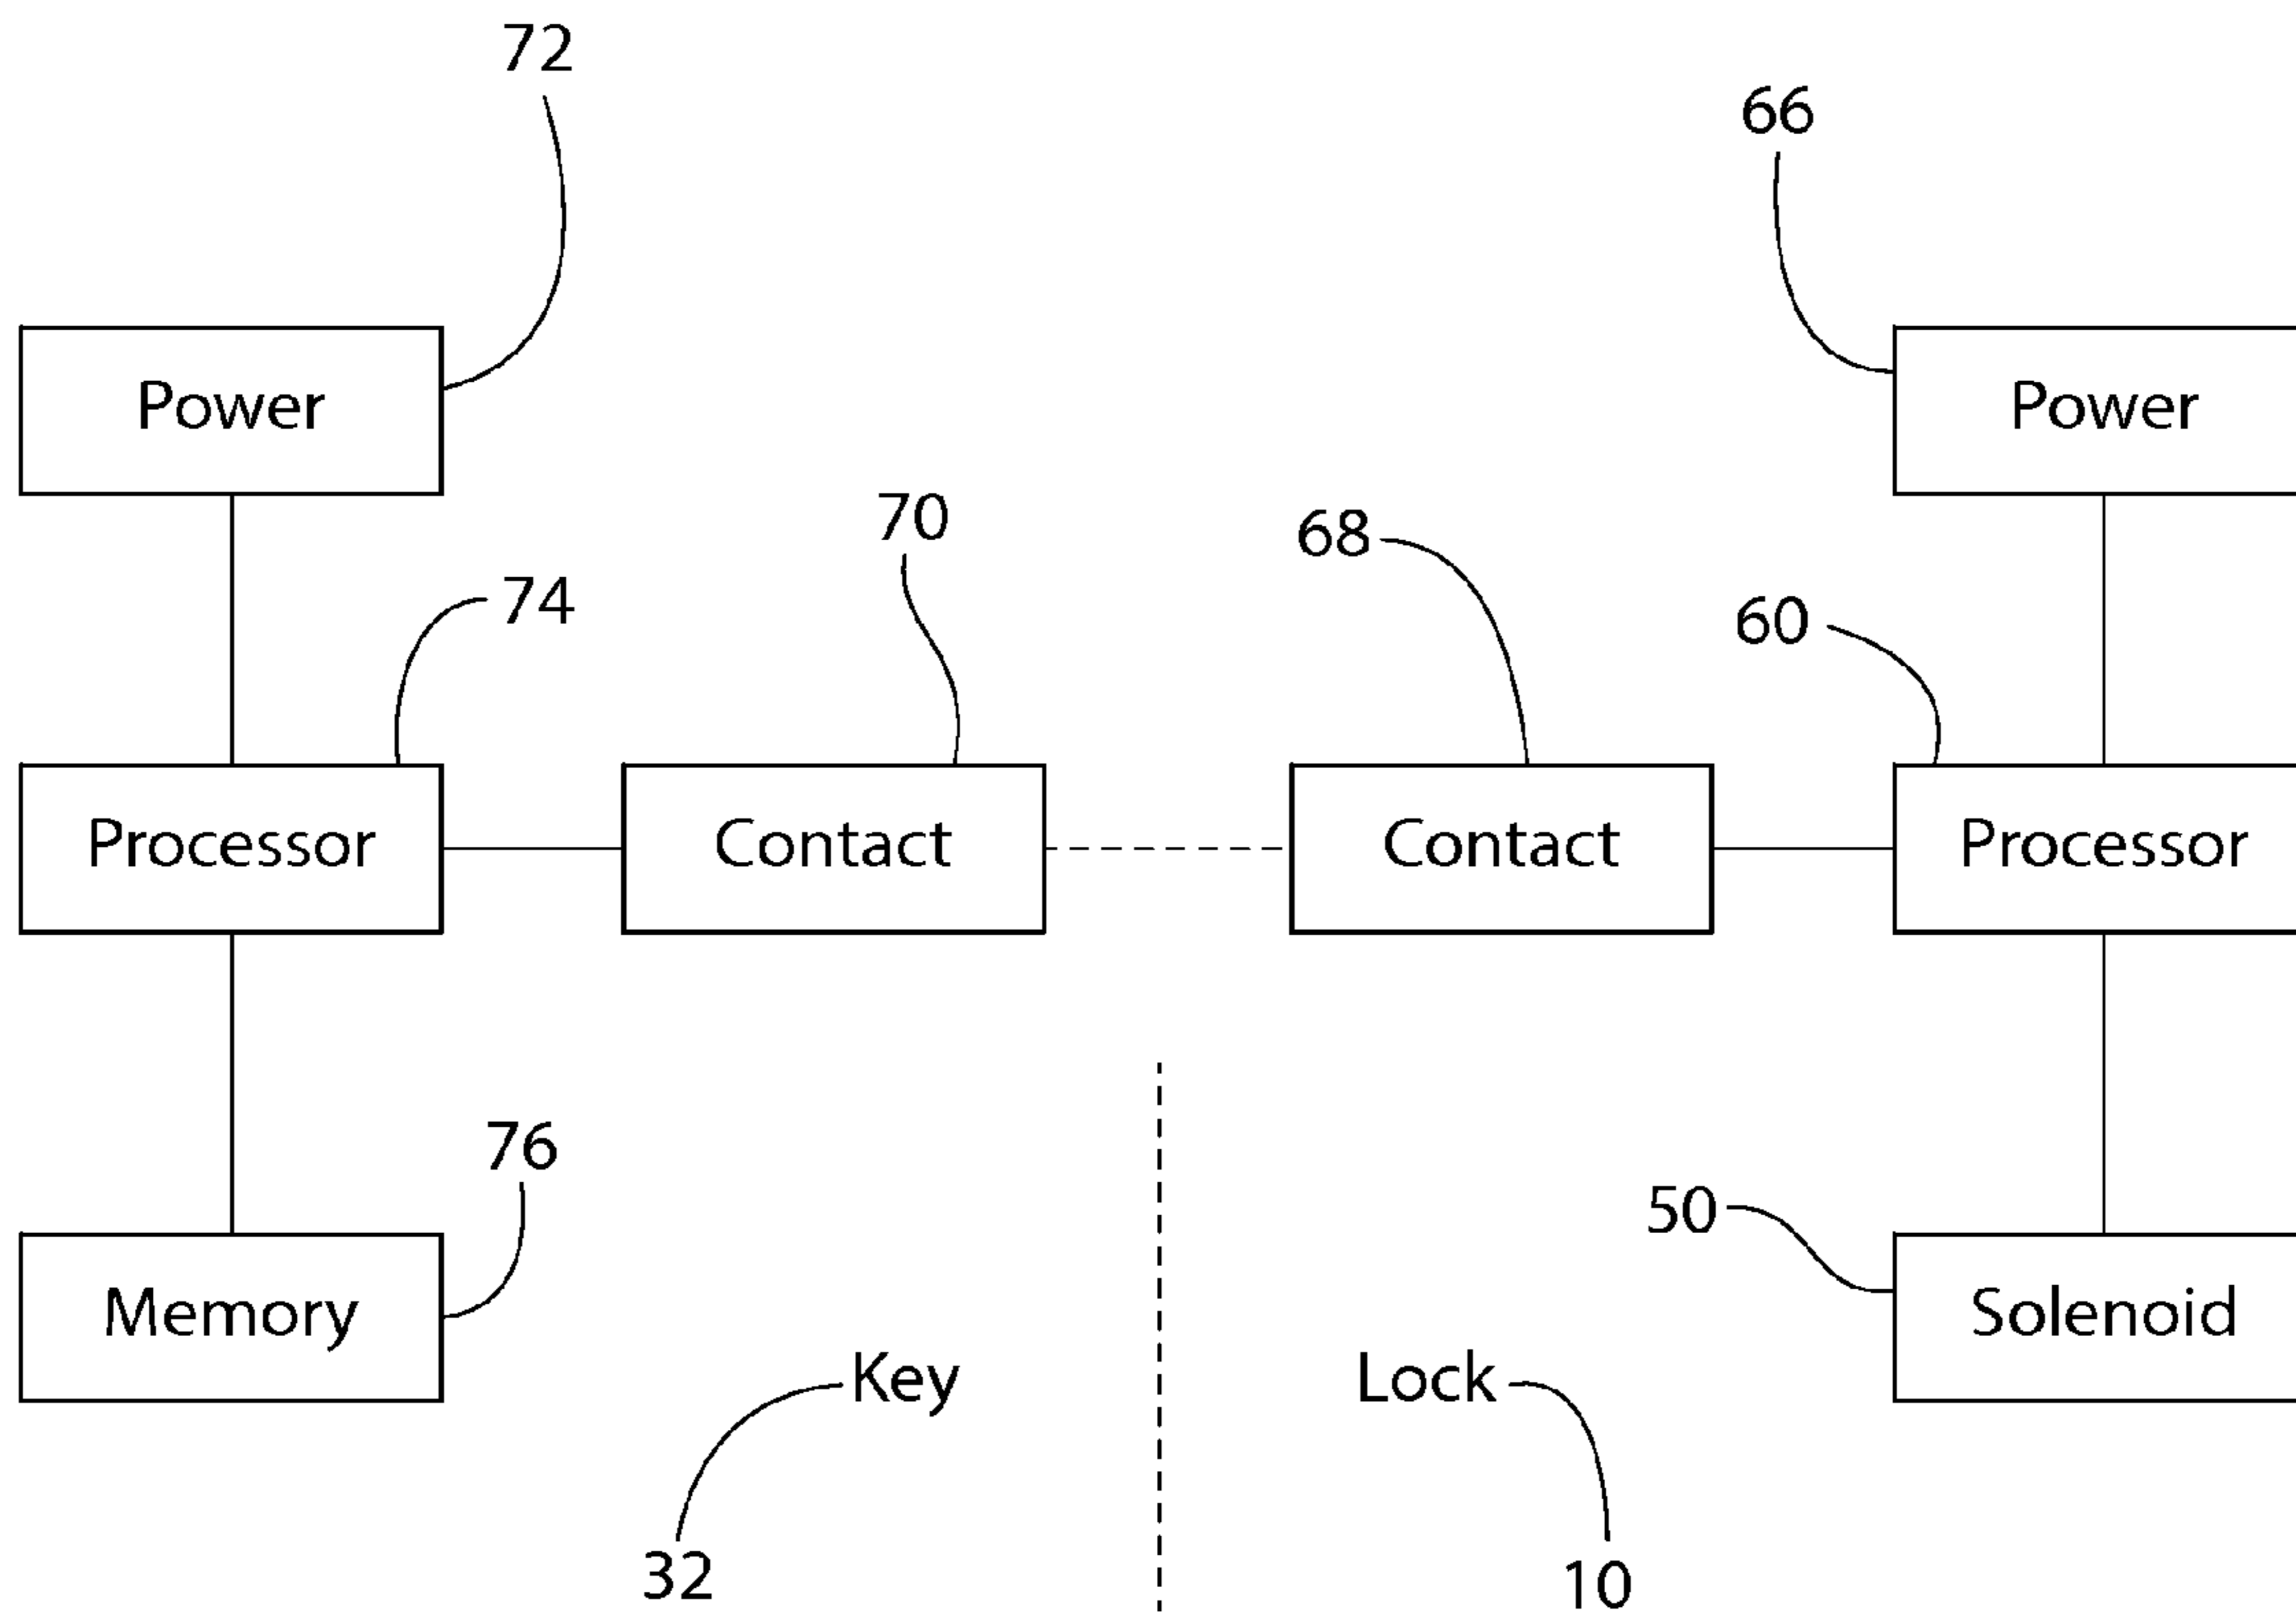 72
66
Power
Power
70
68
74
60
Processor
Contact
Contact
Processor
76
50
Memory
Solenoid
Key
Lock
32
10